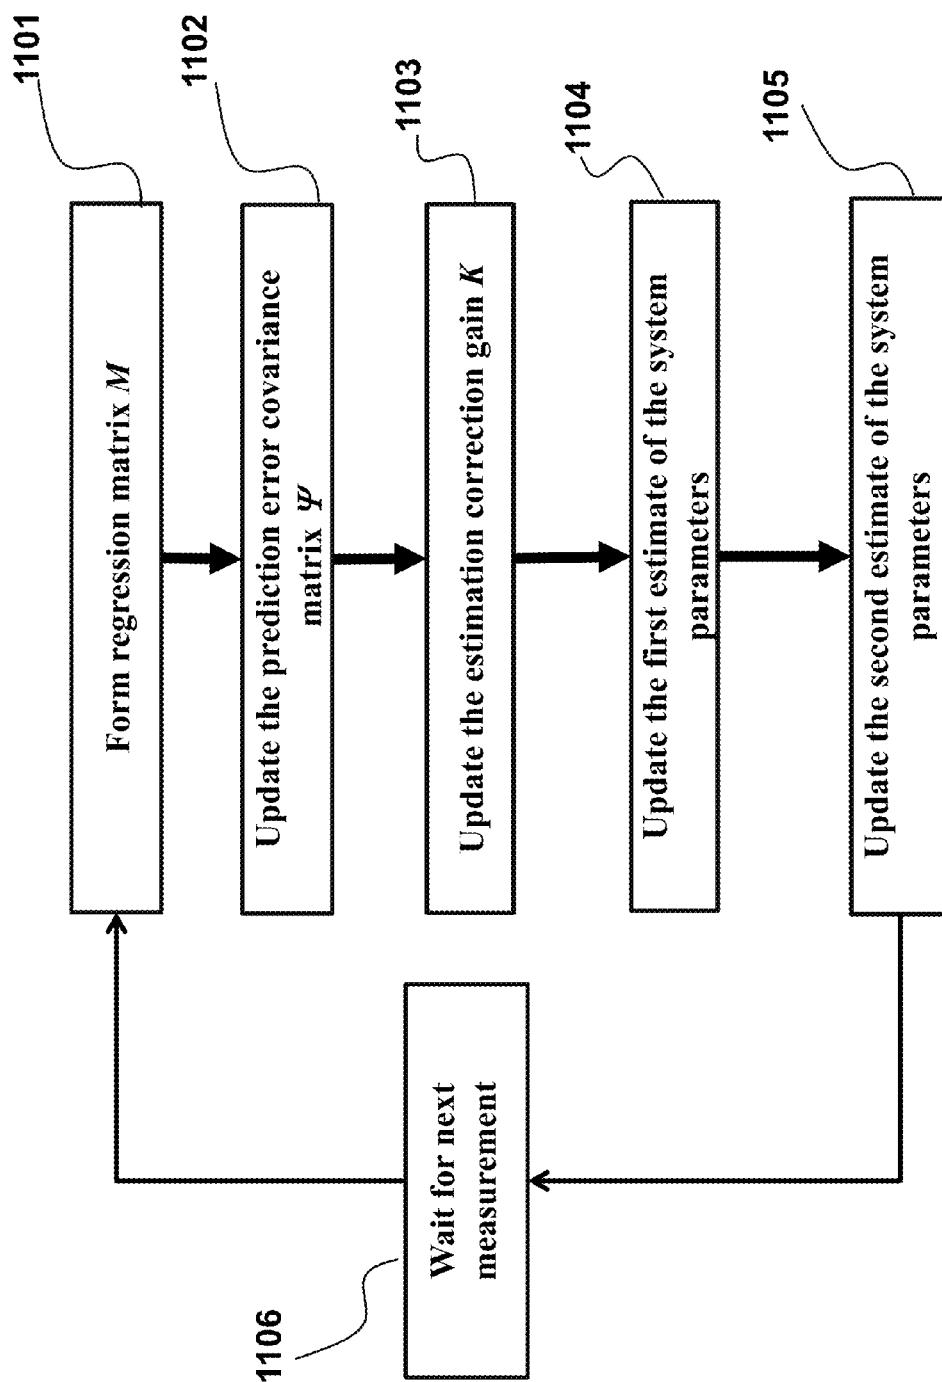 1101
Form regression matrix M
1102
Update the prediction error covariance
matrix Ψ
1103
Update the estimation correction gain K
1104
Update the first estimate of the system
parameters
1105
Update the second estimate of the system
parameters
1106
Wait for next
measurement